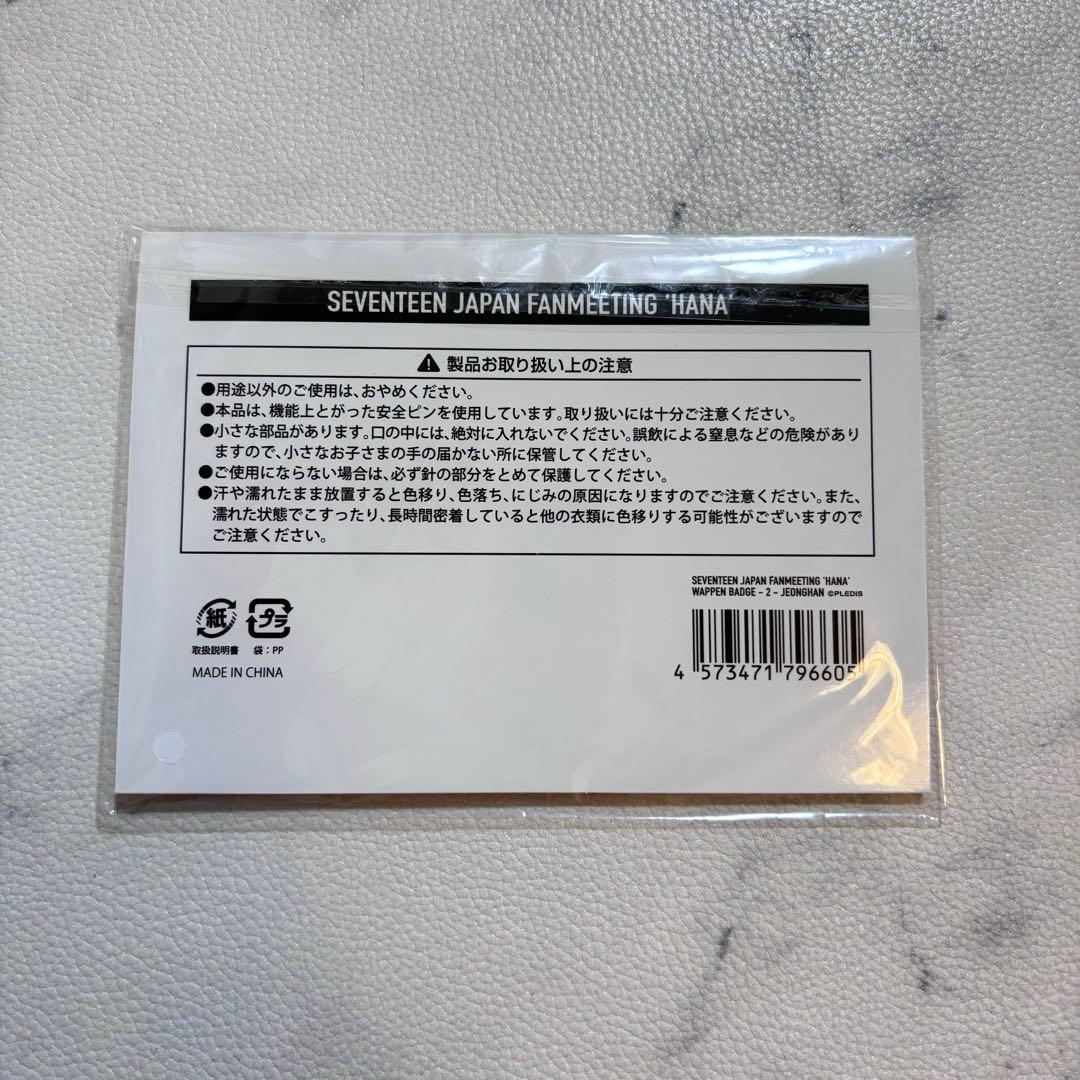 SEVENTEEN JAPAN FANMEETING 'HANA'
製品お取り扱い上の注意
●用途以外のご使用は、おやめください。
●本品は、機能上とがった安全ピンを使用しています。取り扱いには十分ご注意ください。
●小さな部品があります。口の中には、絶対に入れないでください。誤飲による窒息などの危険があり
ますので、小さなお子さまの手の届かない所に保管してください。
●ご使用にならない場合は、必ず針の部分をとめて保護してください。
●汗や濡れたまま放置すると色移り、色落ち、にじみの原因になりますのでご注意ください。また、
濡れた状態でこすったり、長時間密着していると他の衣類に色移りする可能性がございますので
ご注意ください。
SEVENTEEN JAPAN FANMEETING 'HANA'
WAPPEN BADGE – 2 – JEONGHAN ©PLEDIS
紙 プラ
取扱説明書 袋：PP
MADE IN CHINA
4 573471 796605